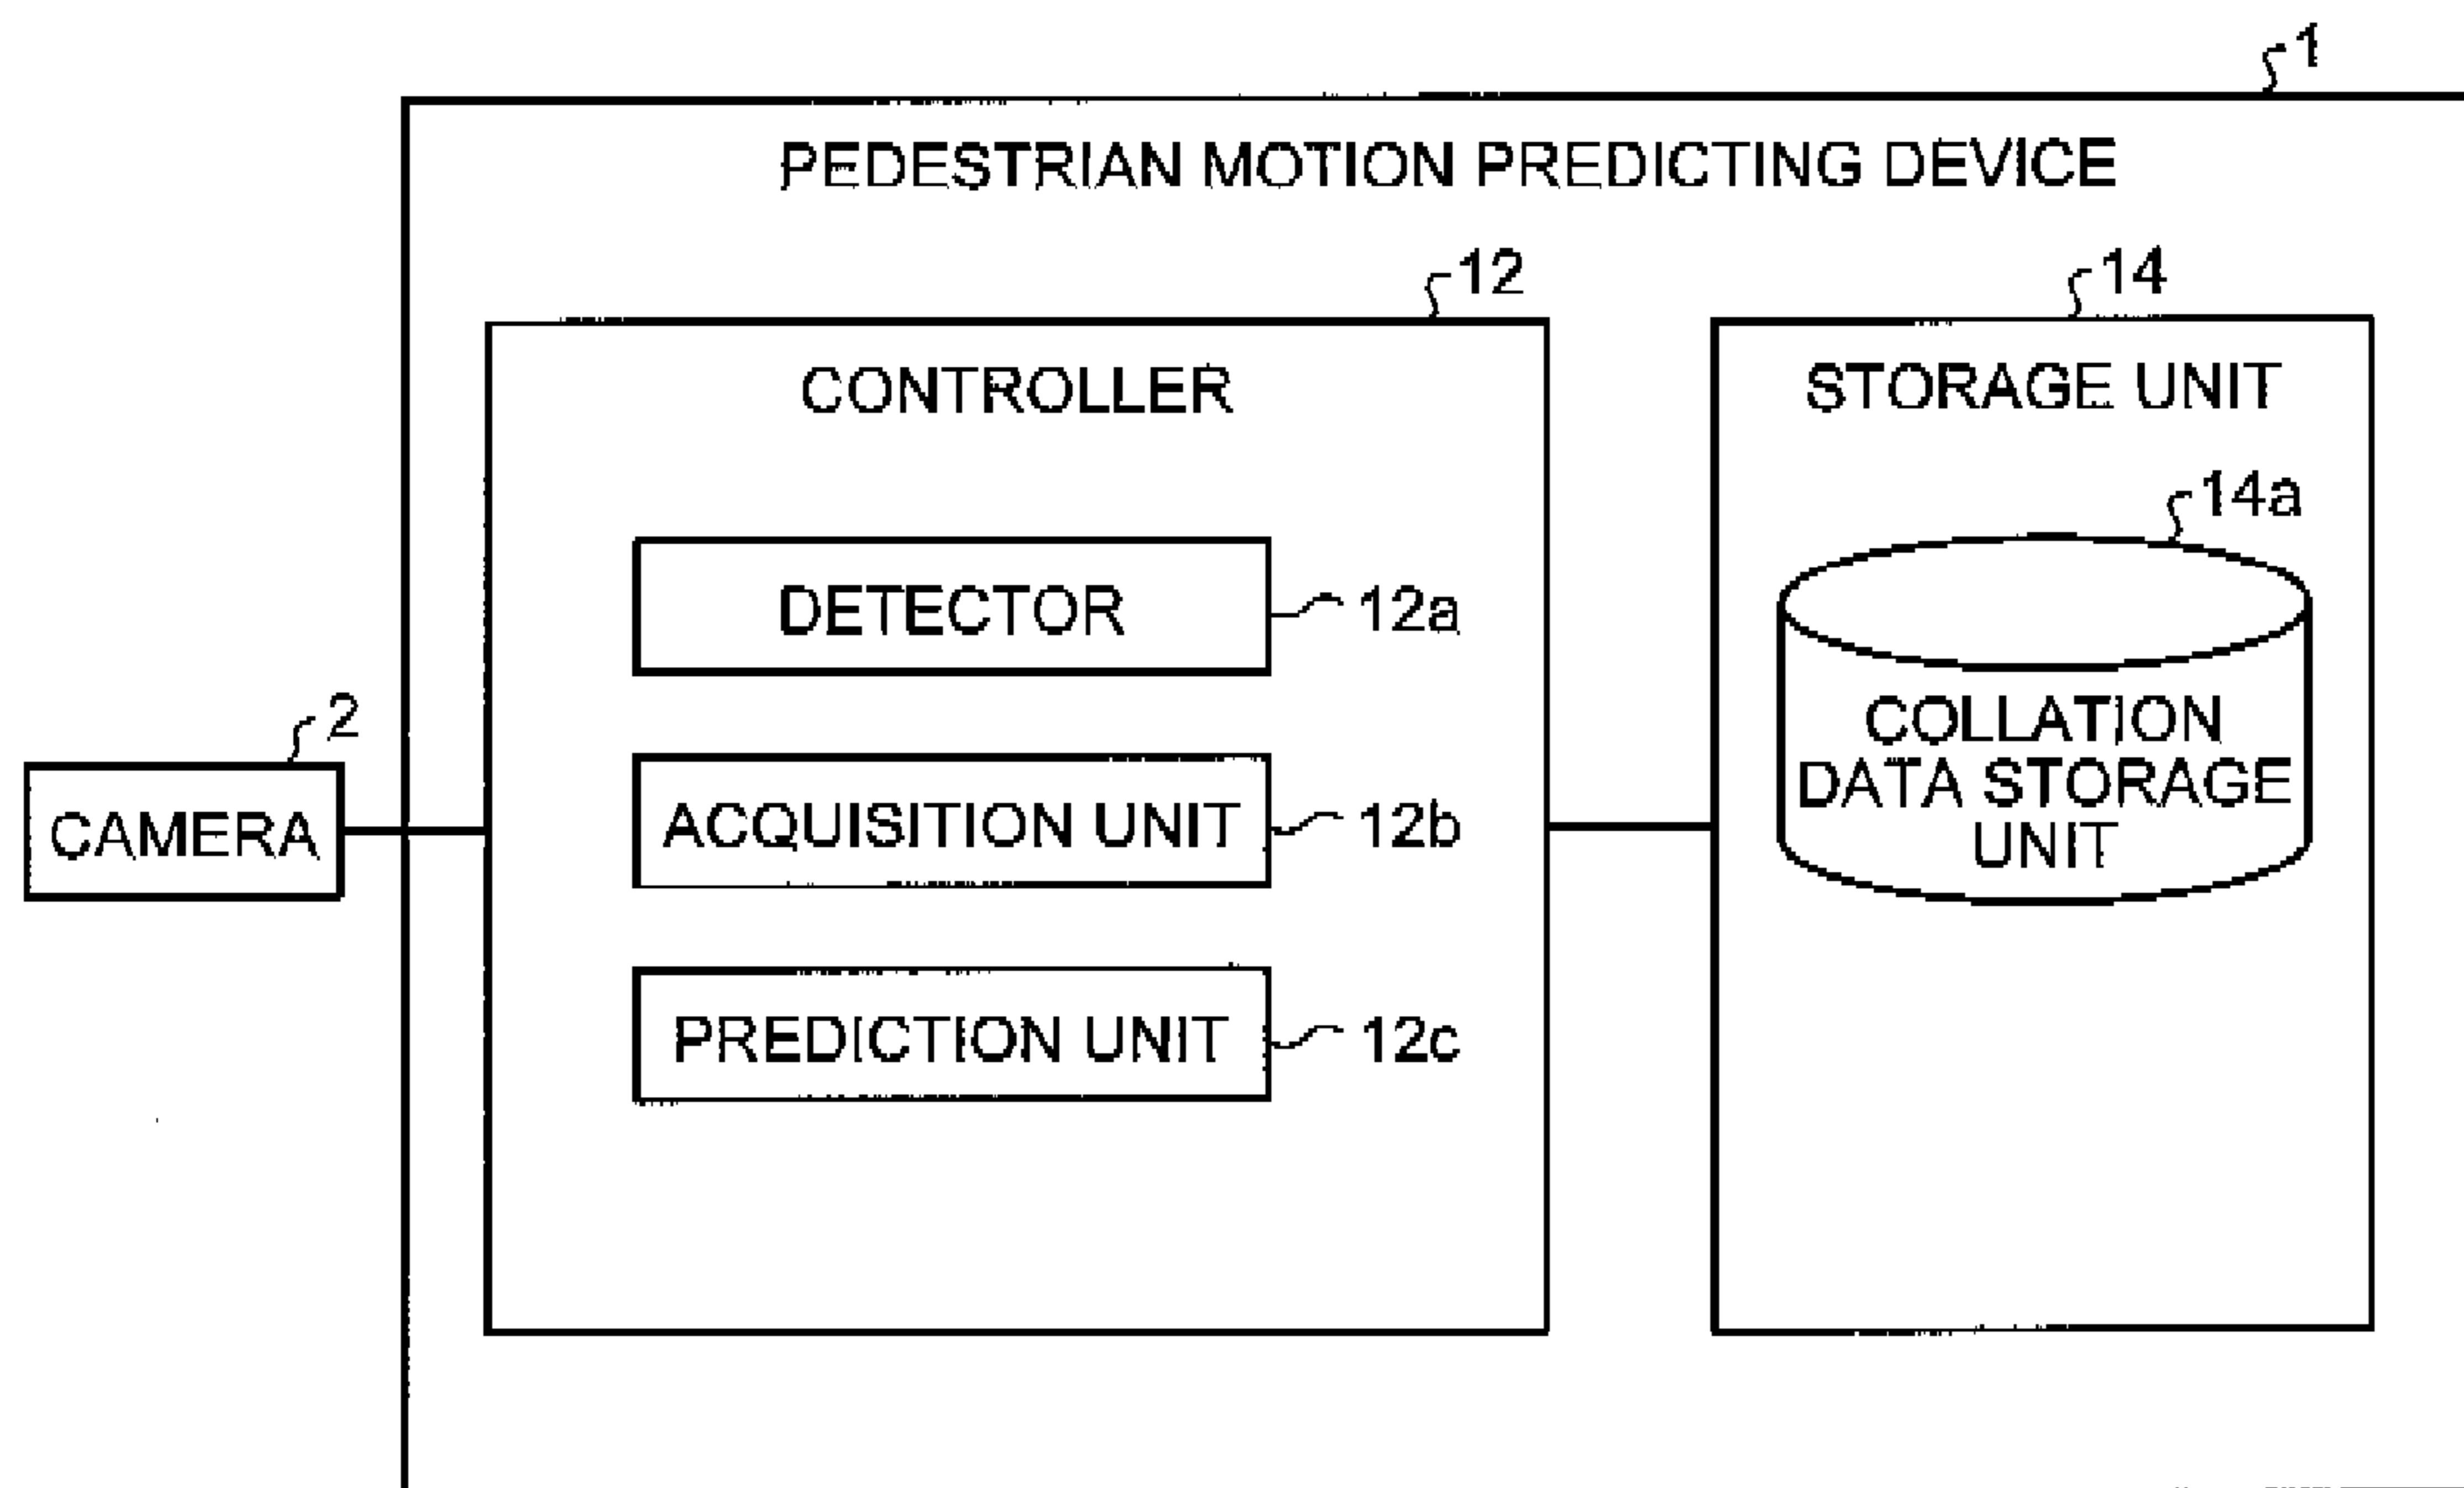 1
PEDESTRIAN MOTION PREDICTING DEVICE
12
14
CONTROLLER
STORAGE UNIT
14a
DETECTOR
12a
2
COLLATION
DATA STORAGE
UNIT
CAMERA
ACQUISITION UNIT
12b
PREDICTION UNIT
12c